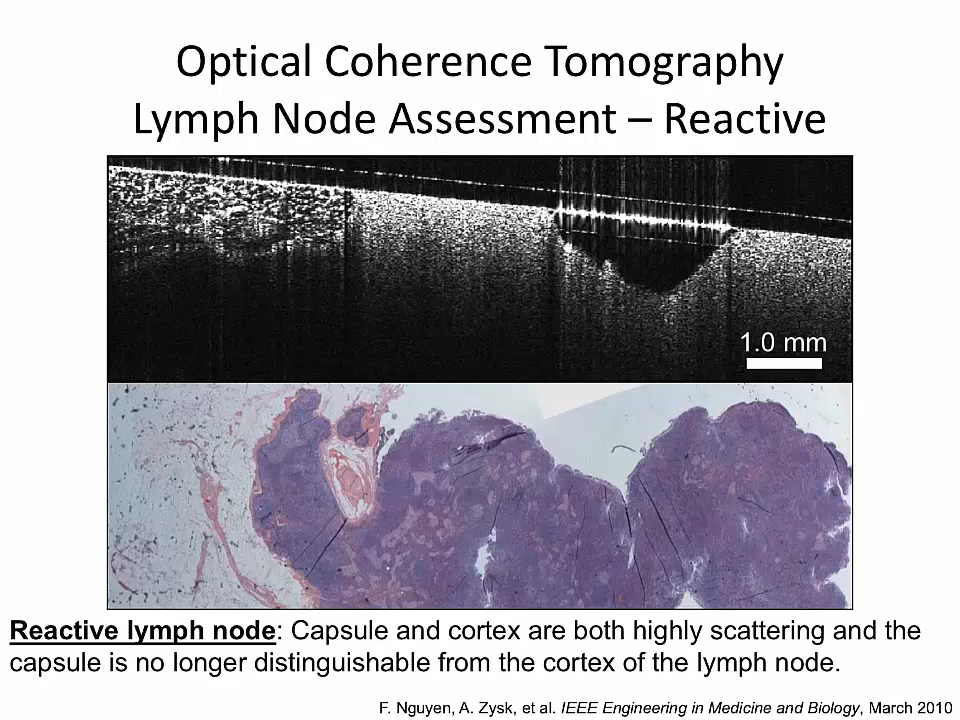 Optical Coherence Tomography
Lymph Node Assessment – Reactive
1.0 mm
Reactive lymph node: Capsule and cortex are both highly scattering and the
capsule is no longer distinguishable from the cortex of the lymph node.
F. Nguyen, A. Zysk, et al. IEEE Engineering in Medicine and Biology, March 2010